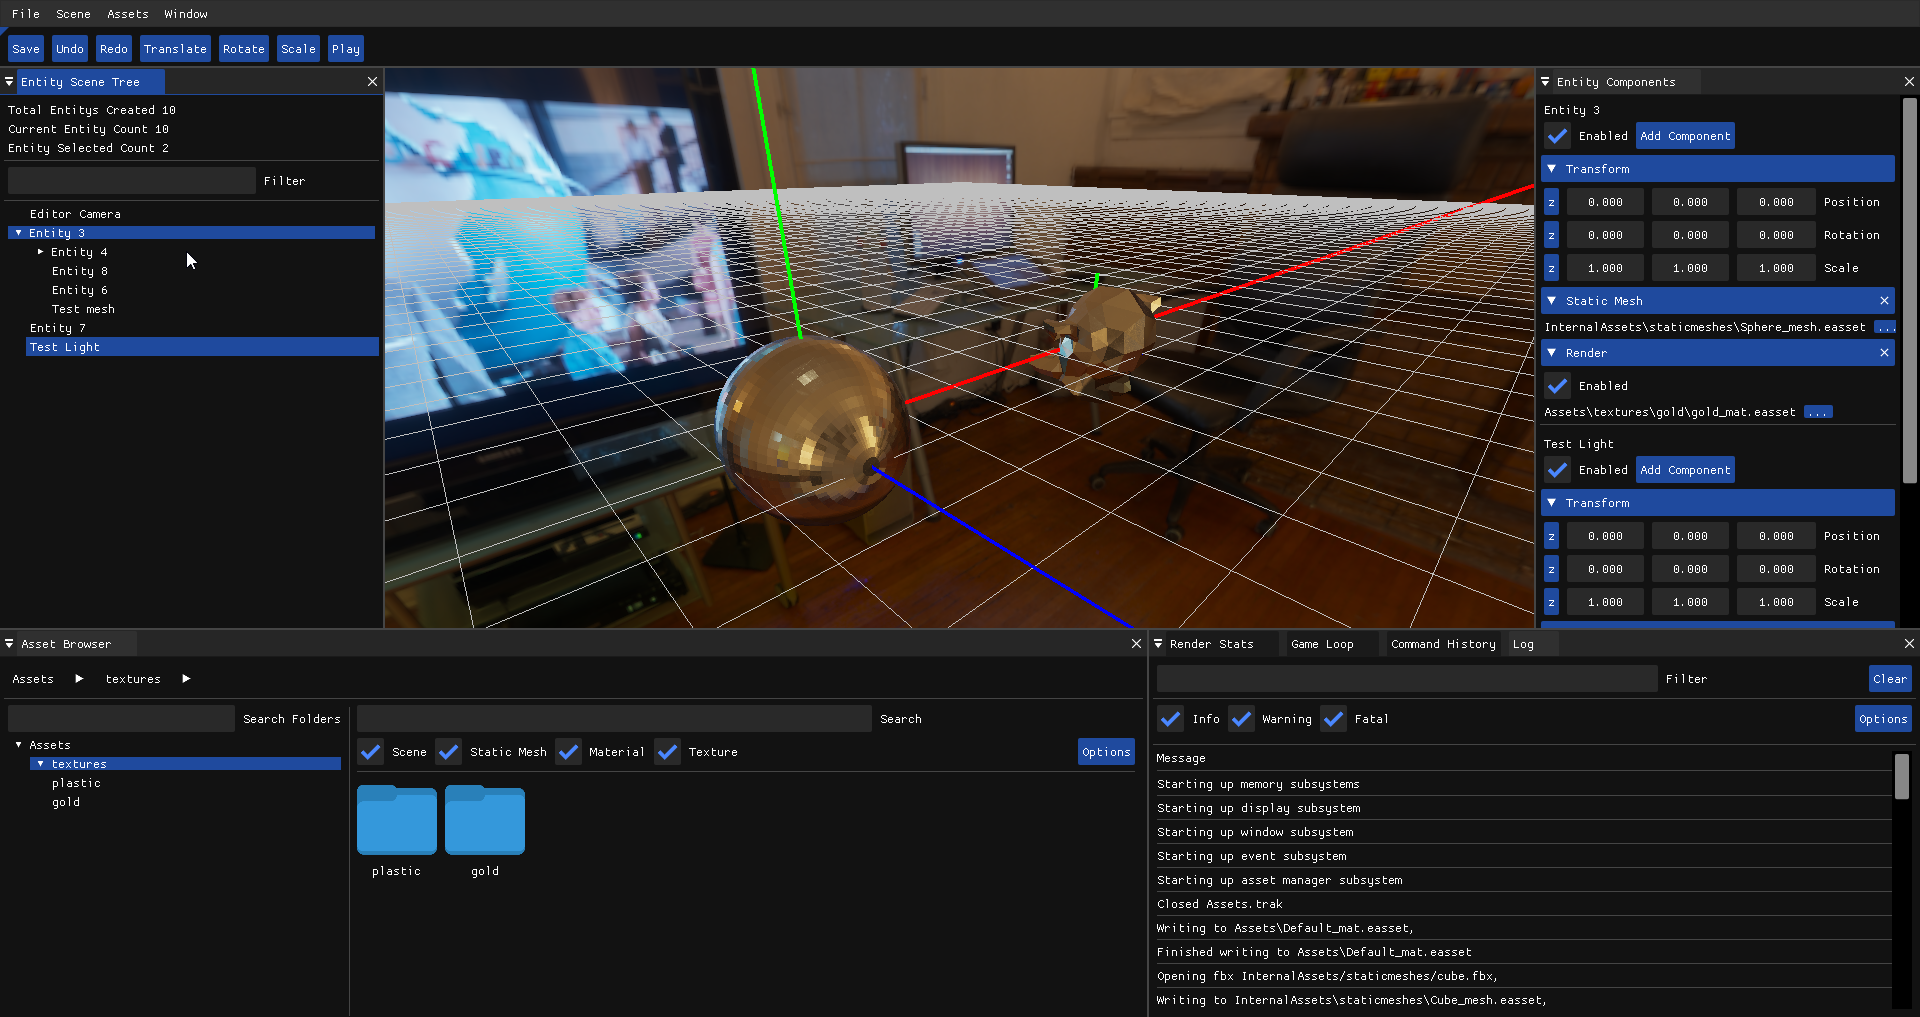 File Scene Assets Window
Save Undo Redo Translate Rotate Scale Play
Entity Scene Tree
Total Entitys Created 10
Current Entity Count 10
Entity Selected Count 2
Filter
Editor Camera
Entity 3
Entity 4
Entity 8
Entity 6
Test mesh
Entity 7
Test Light
Entity Components
Entity 3
Enabled Add Component
Transform
z 0.000 0.000 0.000 Position
z 0.000 0.000 0.000 Rotation
z 1.000 1.000 1.000 Scale
Static Mesh
InternalAssets\staticmeshes\Sphere_mesh.easset ...
Render
Enabled
Assets\textures\gold\gold_mat.easset ...
Test Light
Enabled Add Component
Transform
z 0.000 0.000 0.000 Position
z 0.000 0.000 0.000 Rotation
z 1.000 1.000 1.000 Scale
Asset Browser
Assets textures
Search Folders
Assets
textures
plastic
gold
Search
Scene Static Mesh Material Texture Options
plastic gold
Render Stats Game Loop Command History Log
Filter Clear
Info Warning Fatal Options
Message
Starting up memory subsystems
Starting up display subsystem
Starting up window subsystem
Starting up event subsystem
Starting up asset manager subsystem
Closed Assets.trak
Writing to Assets\Default_mat.easset,
Finished writing to Assets\Default_mat.easset
Opening fbx InternalAssets/staticmeshes/cube.fbx,
Writing to InternalAssets\staticmeshes\Cube_mesh.easset,